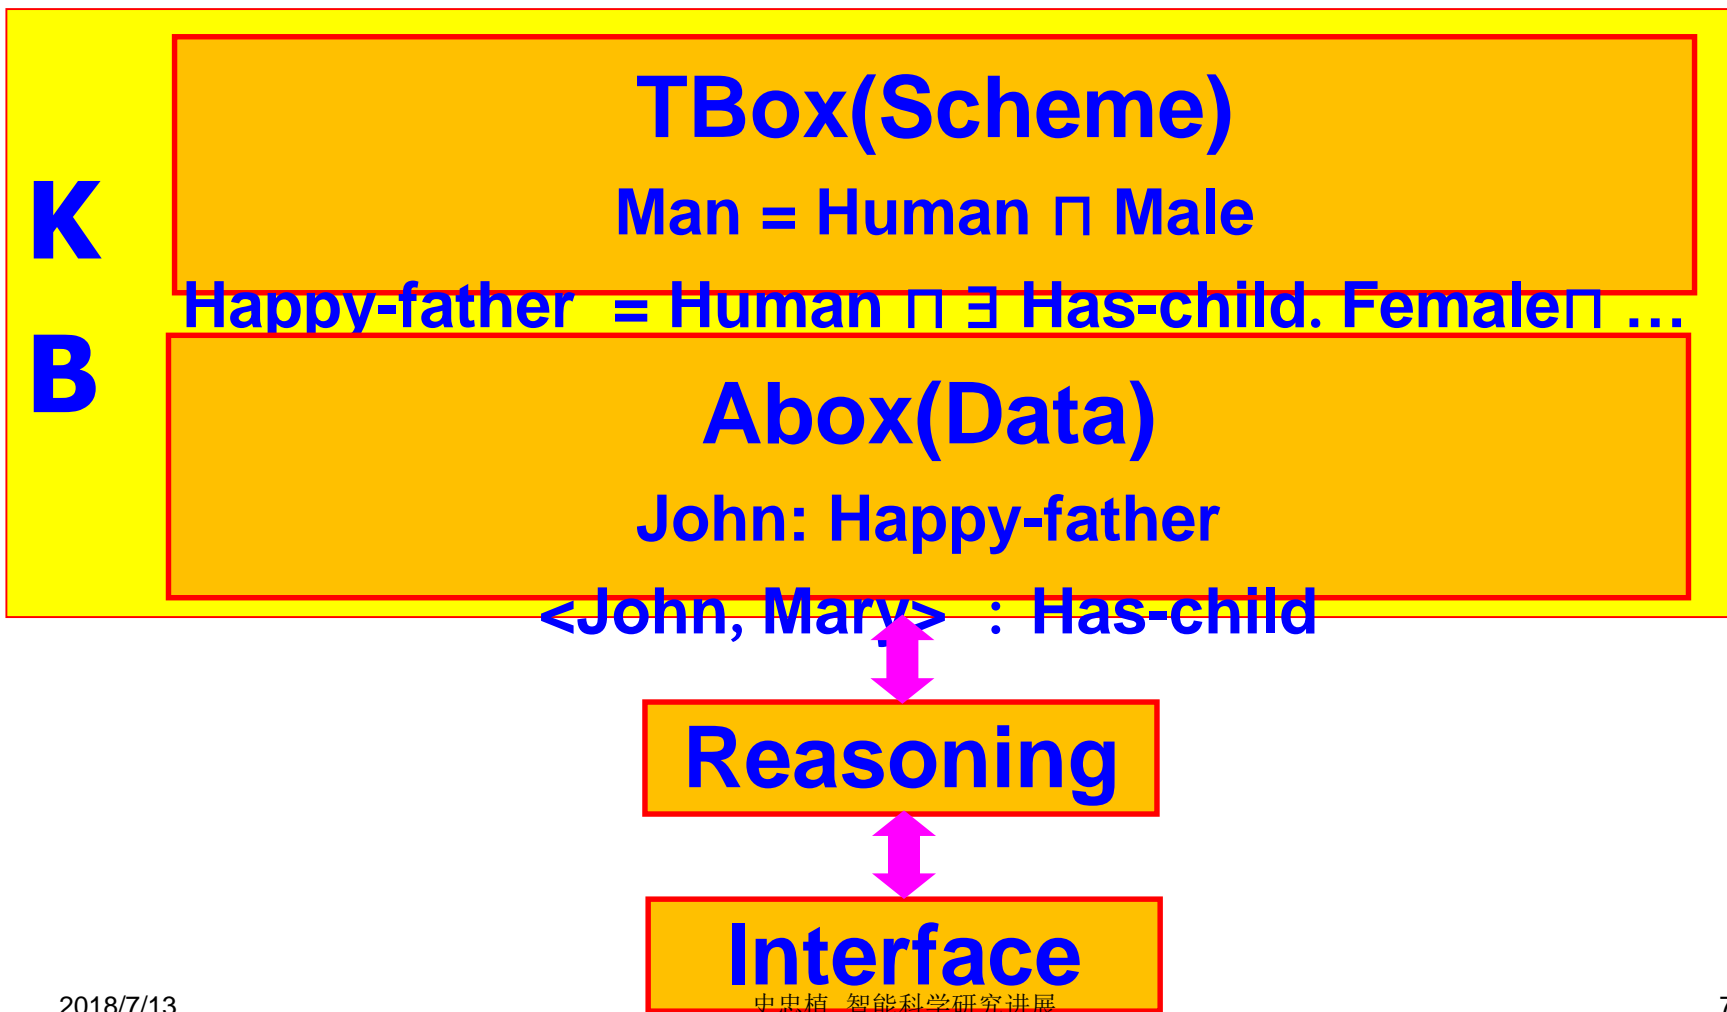 K
B
TBox(Scheme)
Man = Human ⊓ Male
Happy-father = Human ⊓ ∃ Has-child. Female⊓ …
Abox(Data)
John: Happy-father
<John, Mary> : Has-child
Reasoning
Interface
2018/7/13
史忠植 智能科学研究进展
7